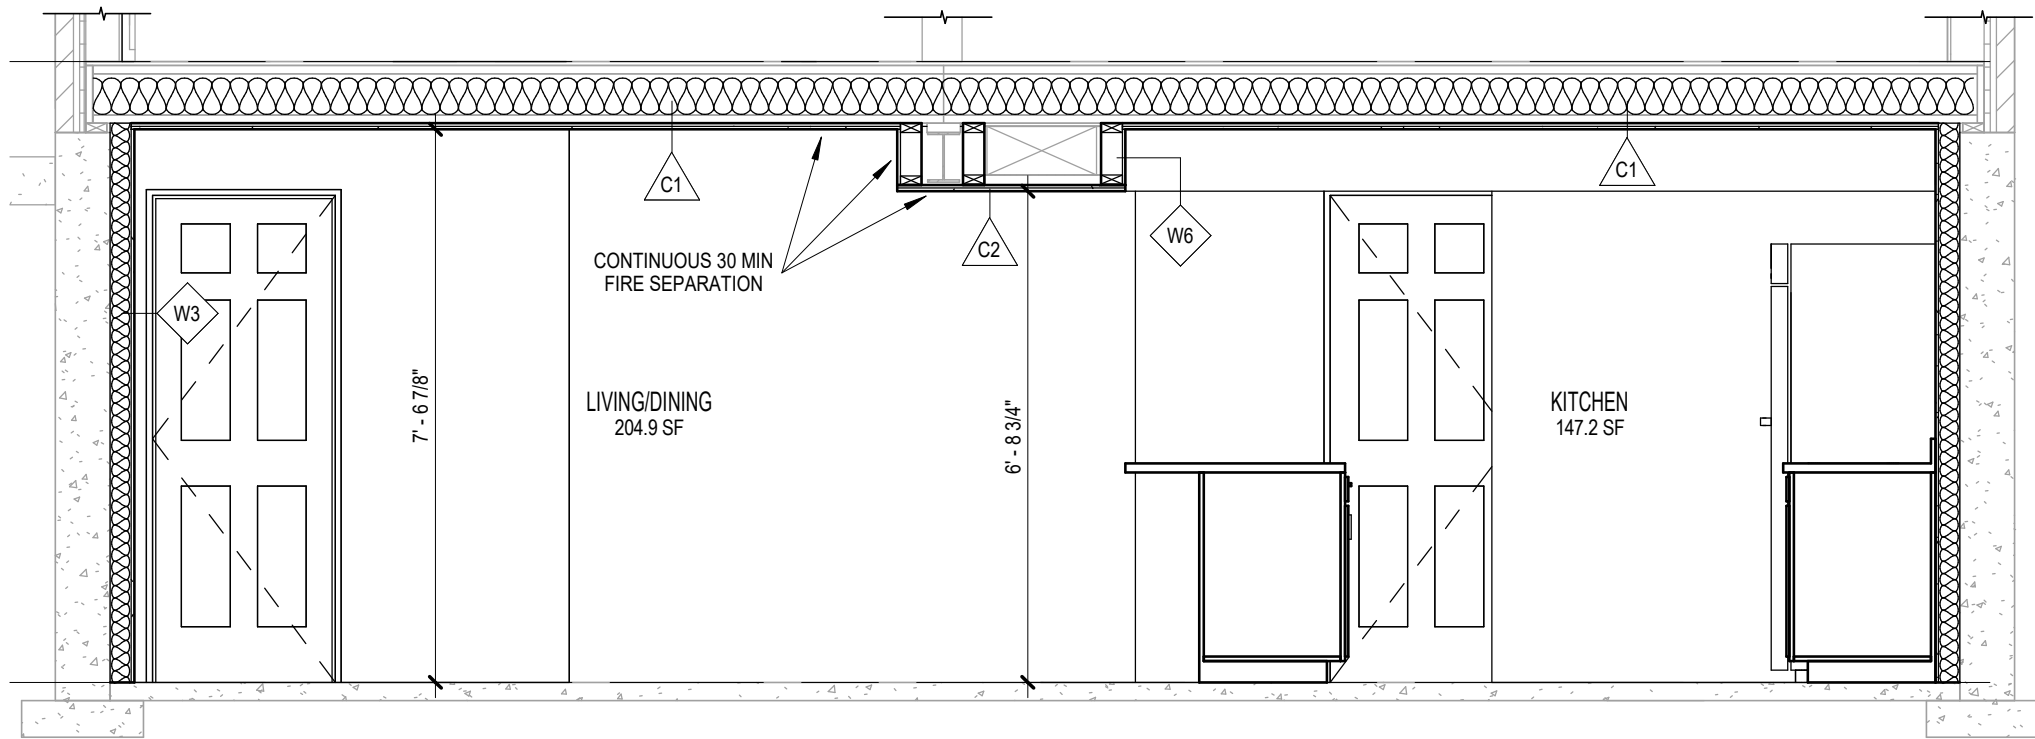 C1
C1
W6
C2
CONTINUOUS 30 MIN
FIRE SEPARATION
W3
7' - 6 7/8"
LIVING/DINING
204.9 SF
6' - 8 3/4"
KITCHEN
147.2 SF